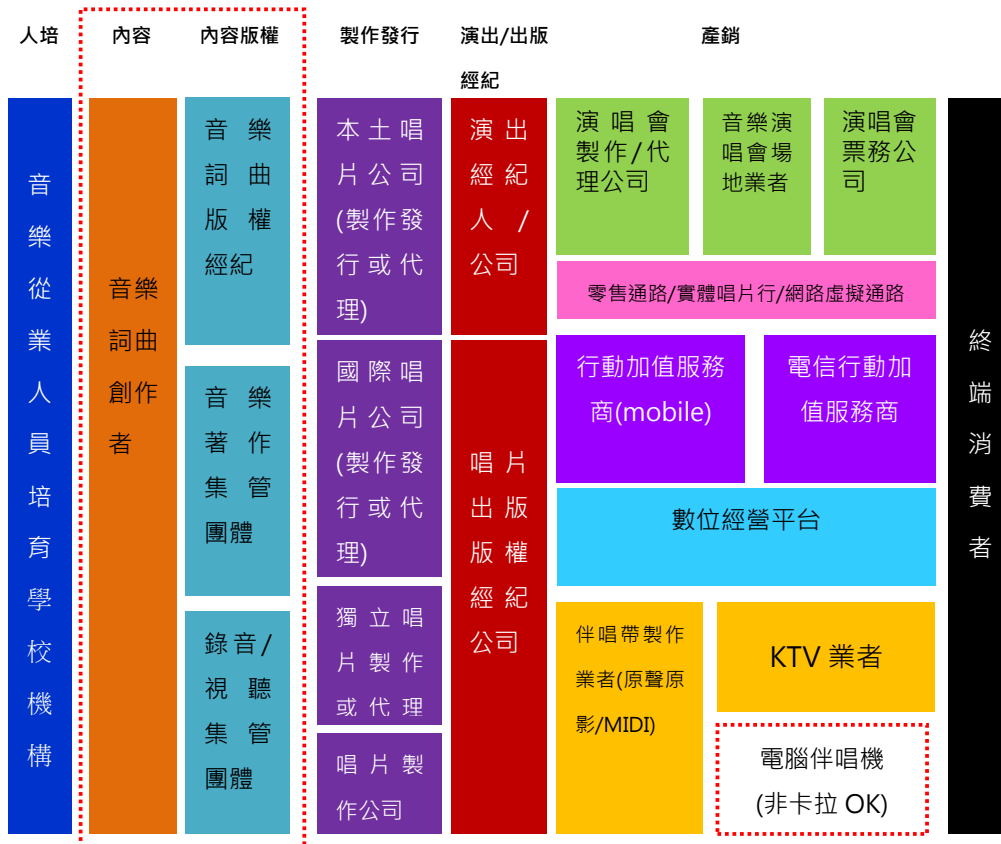 人培
內容
內容版權
製作發行
演出/出版
經紀
產銷
音
樂
從
業
人
員
培
育
學
校
機
構
音樂
詞曲
創作
者
音樂
詞曲
版權
經紀
音樂
著作
集管
團體
錄音/
視聽
集管
團體
本土唱
片公司
(製作發
行或代
理)
國際唱
片公司
(製作發
行或代
理)
獨立唱
片製作
或代理
唱片製
作公司
演出
經紀
人/
公司
唱片
出版
版權
經紀
公司
演唱會
製作/代
理公司
音樂演
唱會場
地業者
演唱會
票務公
司
零售通路/實體唱片行/網路虛擬通路
行動加值服務
商(mobile)
電信行動加
值服務商
數位經營平台
伴唱帶製作
業者(原聲原
影/MIDI)
KTV 業者
電腦伴唱機
(非卡拉 OK)
終
端
消
費
者